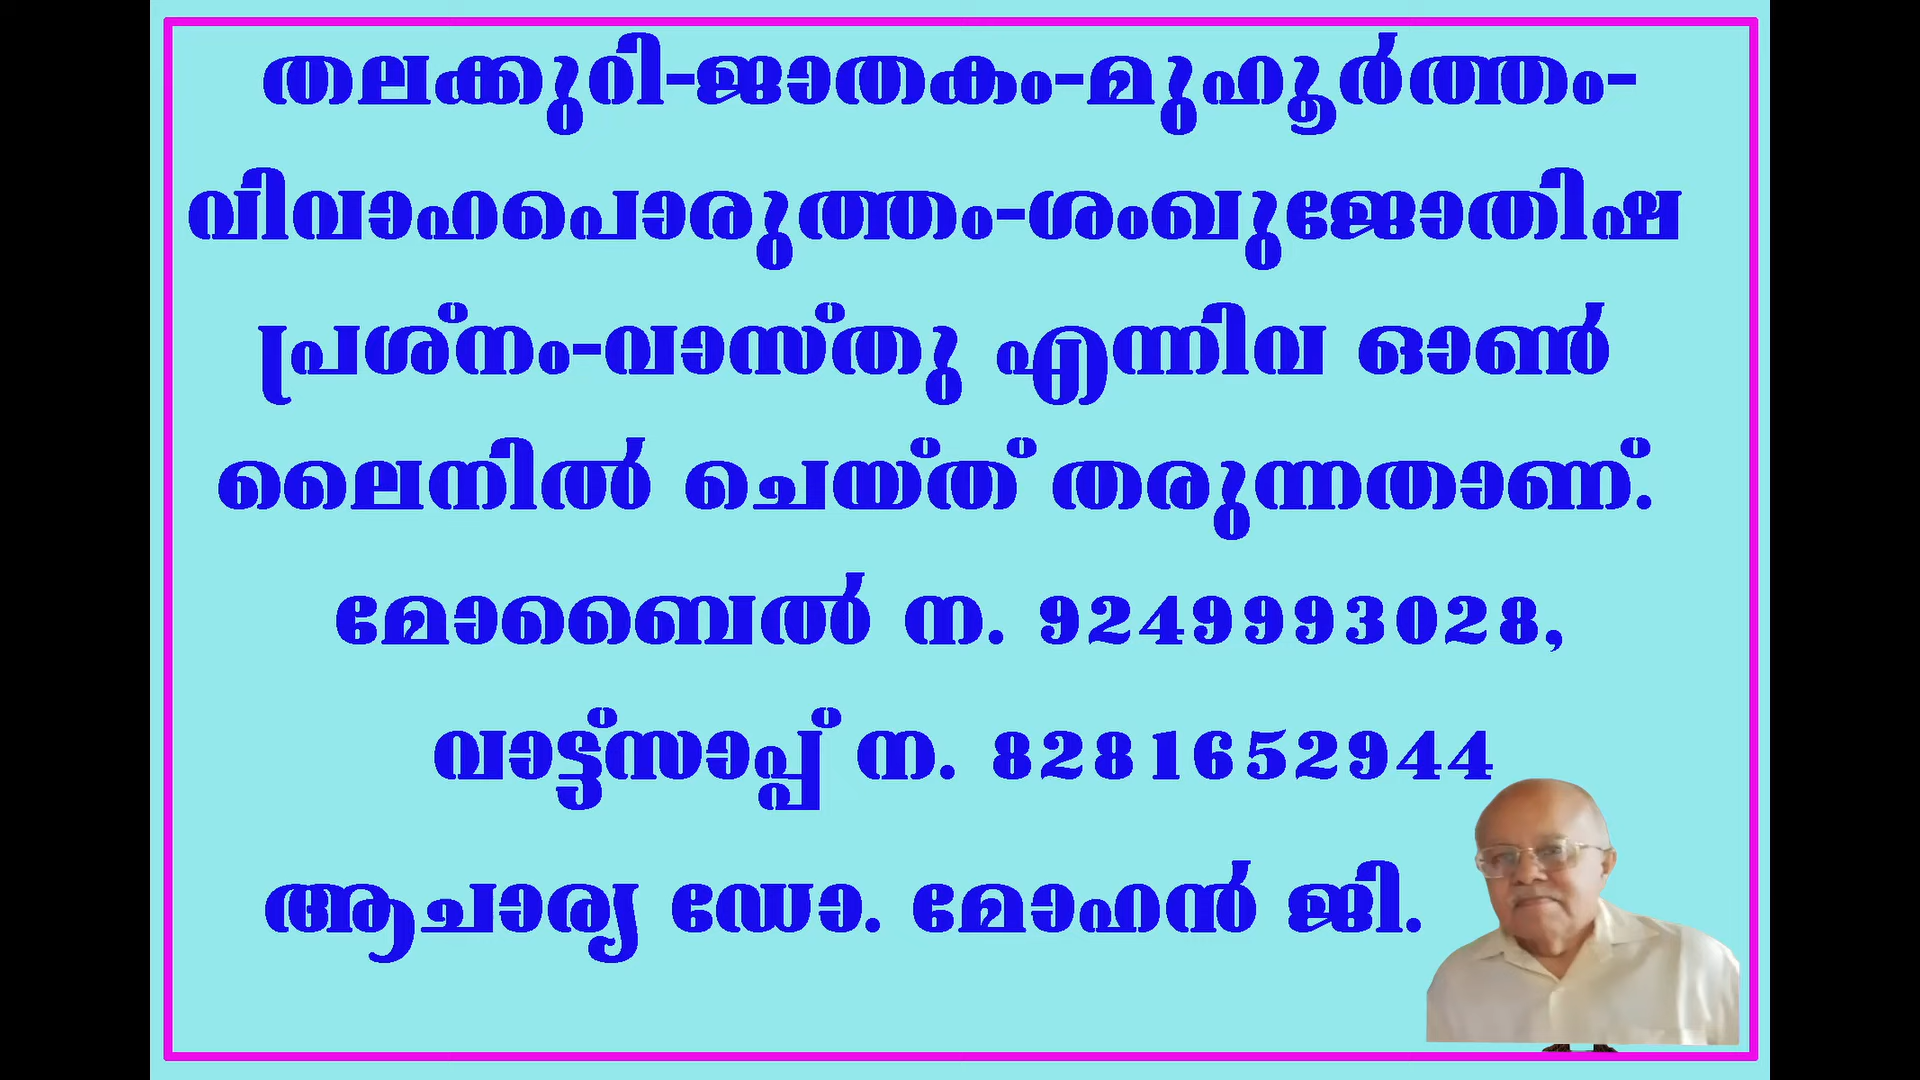 തലക്കുറി-ജാതകം-മുഹൂർത്തം-
വിവാഹപൊരുത്തം-ശംഖുജ്യോതിഷ
പ്രശ്നം-വാസ്തു എന്നിവ ഓൺ
ലൈനിൽ ചെയ്ത് തരുന്നതാണ്.
മോബൈൽ ന. 9249993028,
വാട്ട്സാപ്പ് ന. 8281652944
ആചാര്യ ഡോ. മോഹൻ ജി.